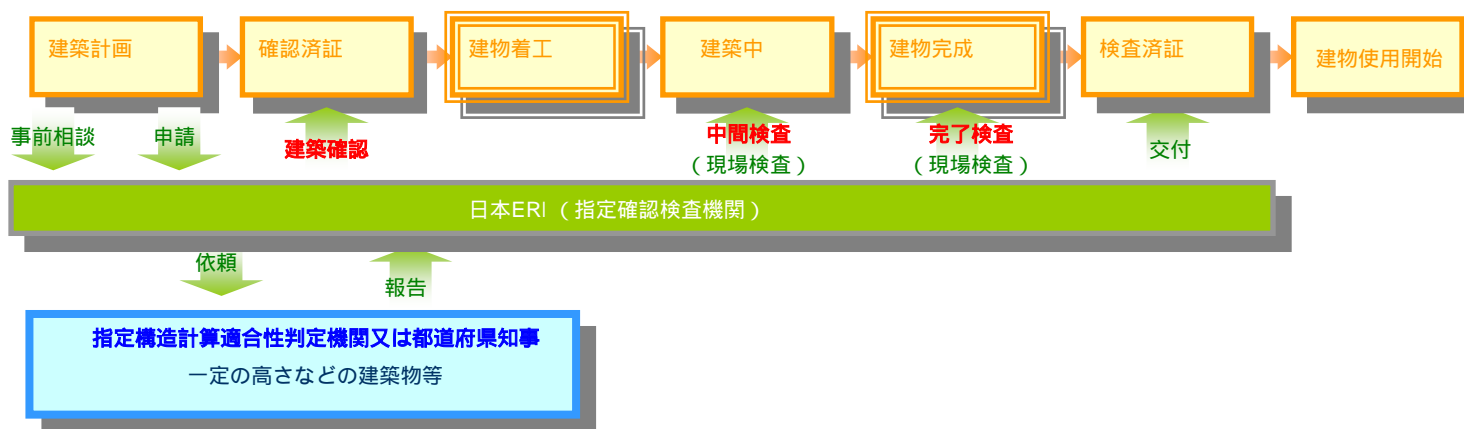 建築計画
確認済証
建物着工
建築中
建物完成
検査済証
建物使用開始
事前相談
申請
建築確認
中間検査
(現場検査)
完了検査
(現場検査)
交付
日本ERI (指定確認検査機関)
依頼
報告
指定構造計算適合性判定機関又は都道府県知事
一定の高さなどの建築物等